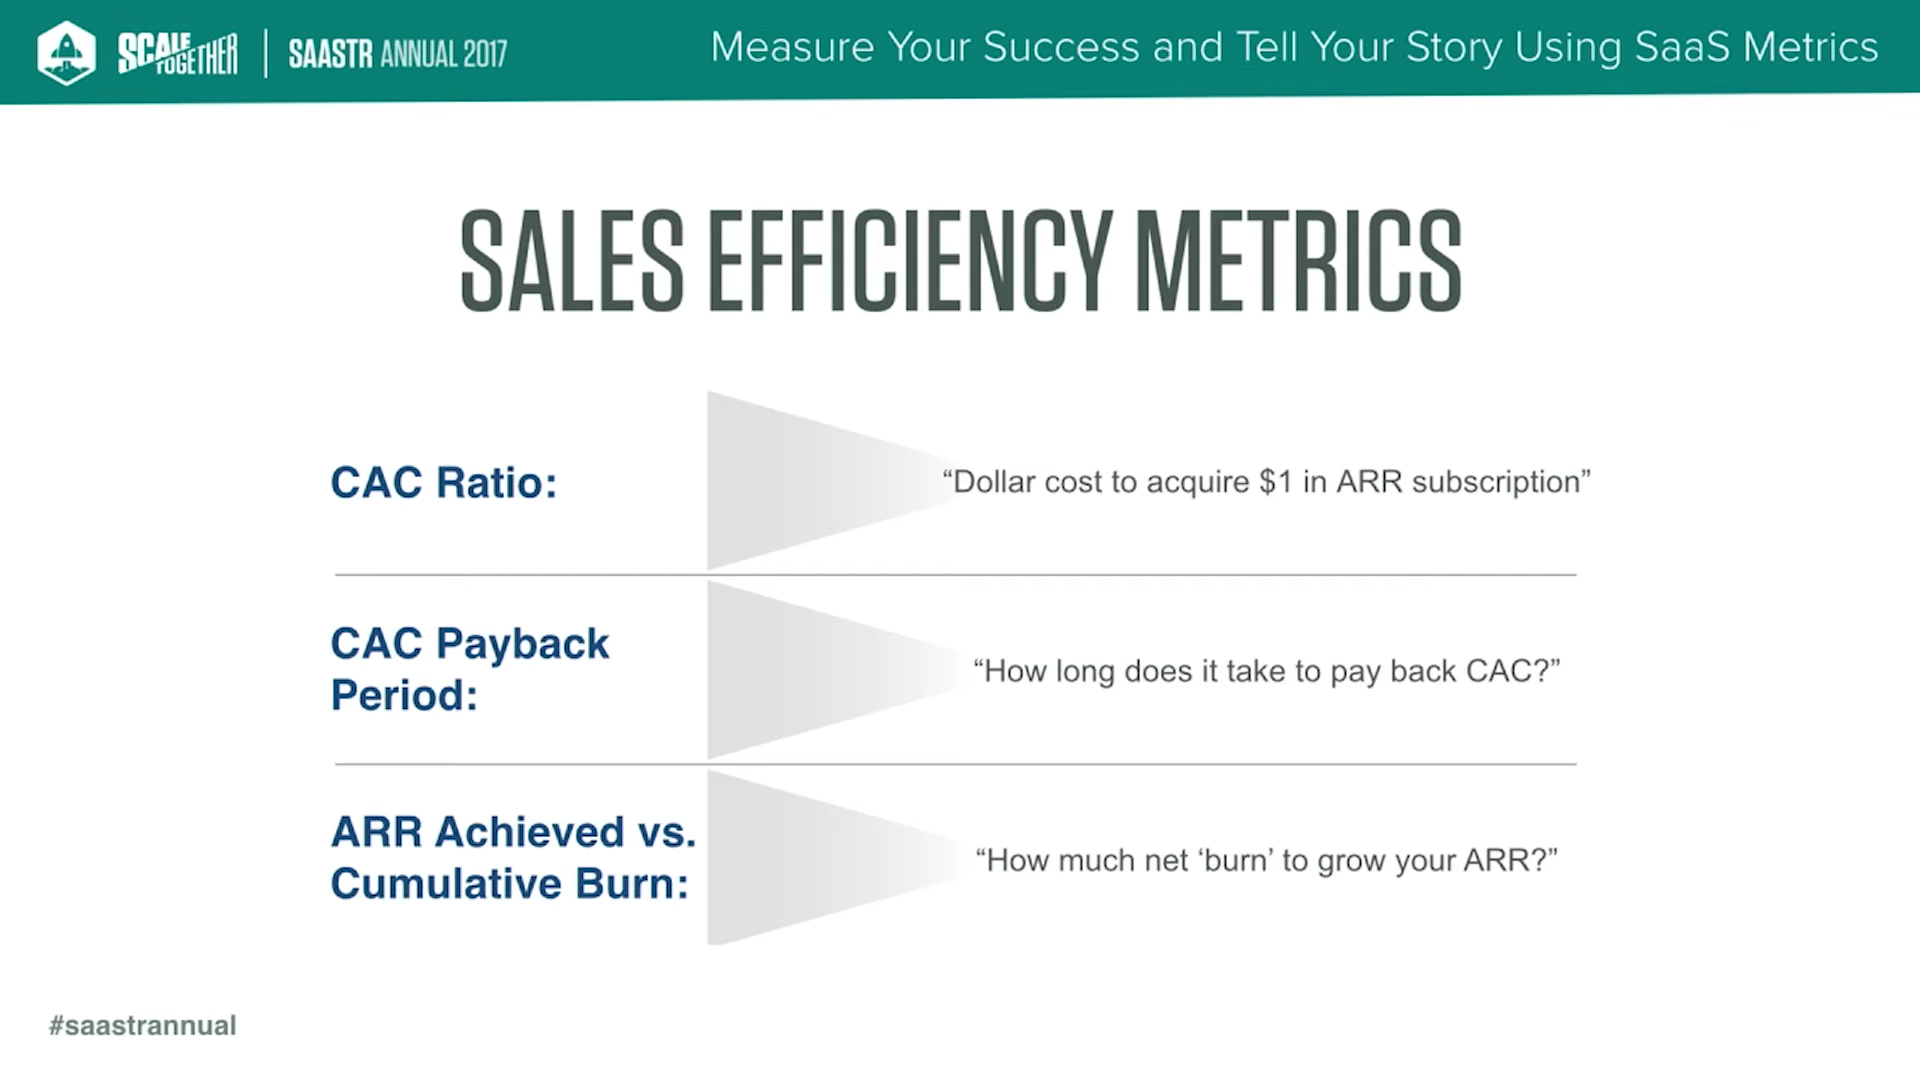 SCALE TOGETHER | SAASTR ANNUAL 2017
Measure Your Success and Tell Your Story Using SaaS Metrics
SALES EFFICIENCY METRICS
CAC Ratio:
“Dollar cost to acquire $1 in ARR subscription”
CAC Payback
Period:
“How long does it take to pay back CAC?”
ARR Achieved vs.
Cumulative Burn:
“How much net ‘burn’ to grow your ARR?”
#saastrannual